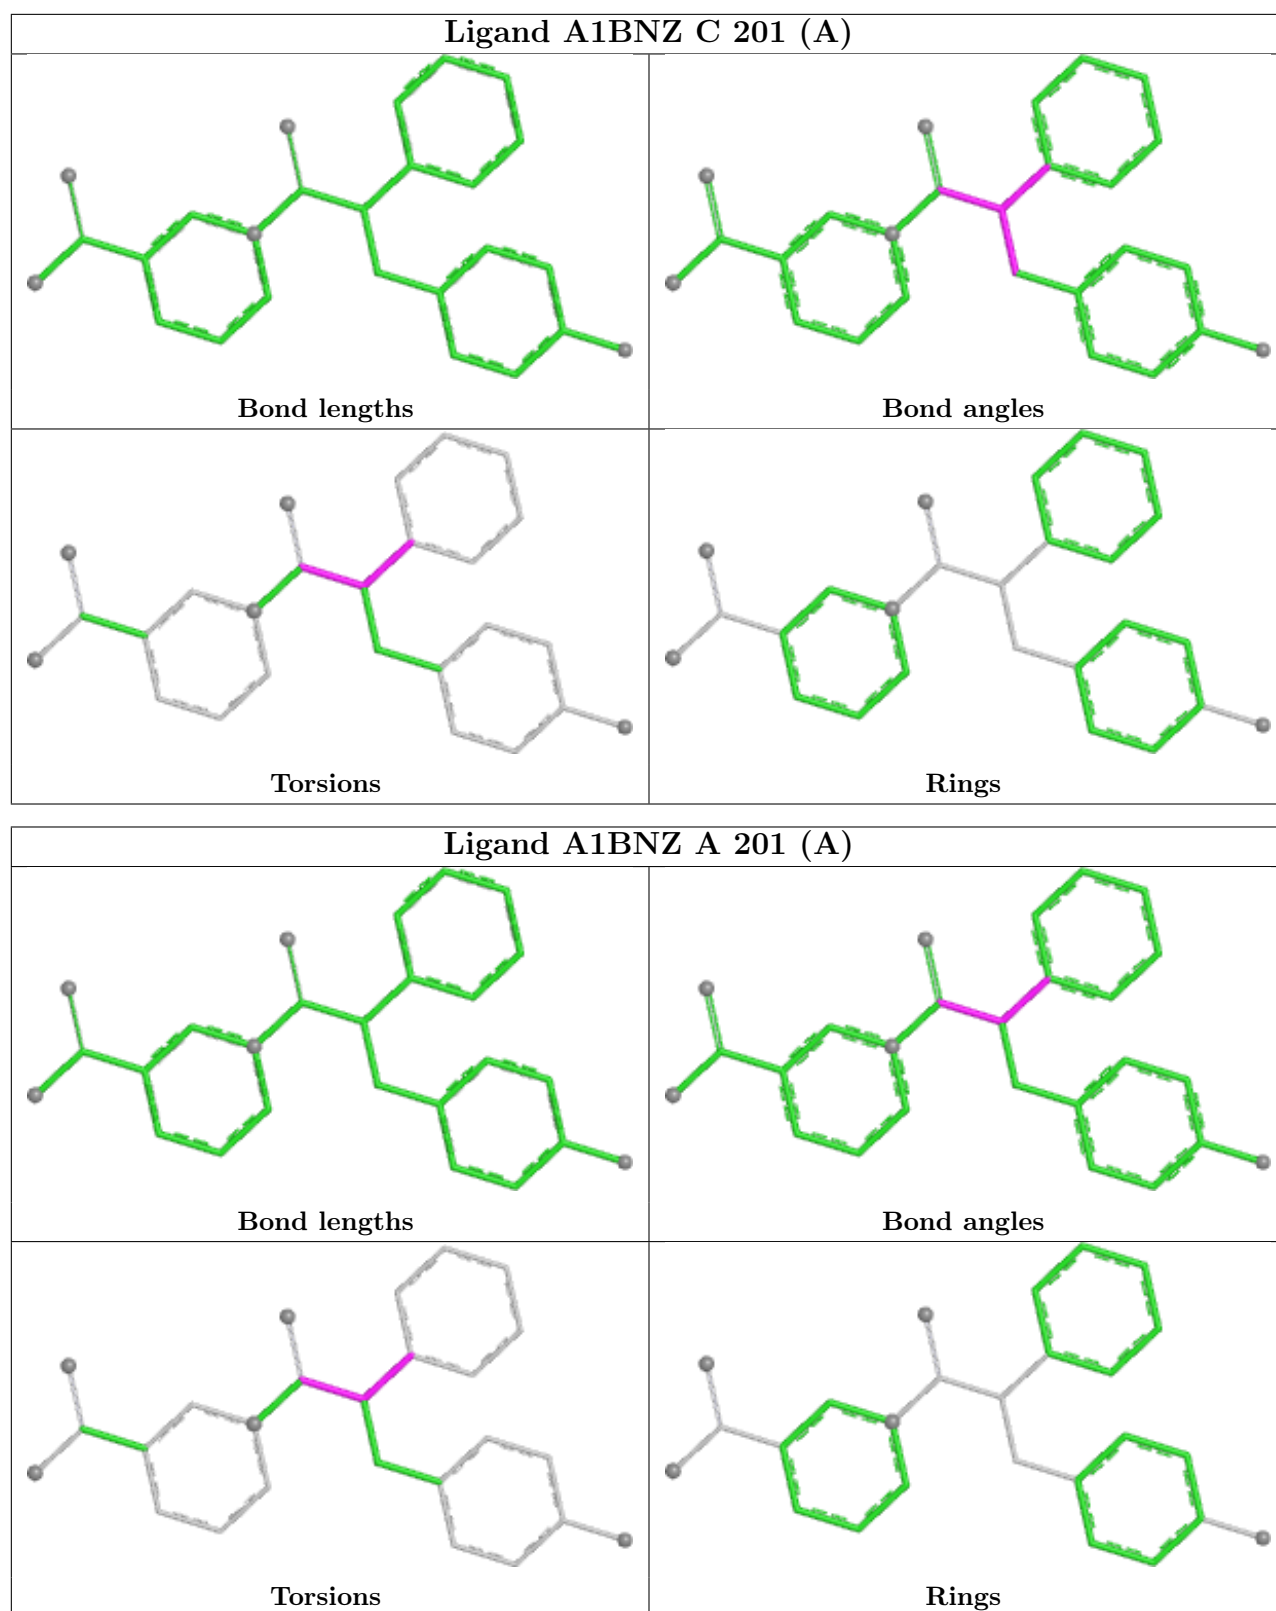 Ligand A1BNZ C 201 (A)
Bond lengths
Bond angles
Torsions
Rings
Ligand A1BNZ A 201 (A)
Bond lengths
Bond angles
Torsions
Rings